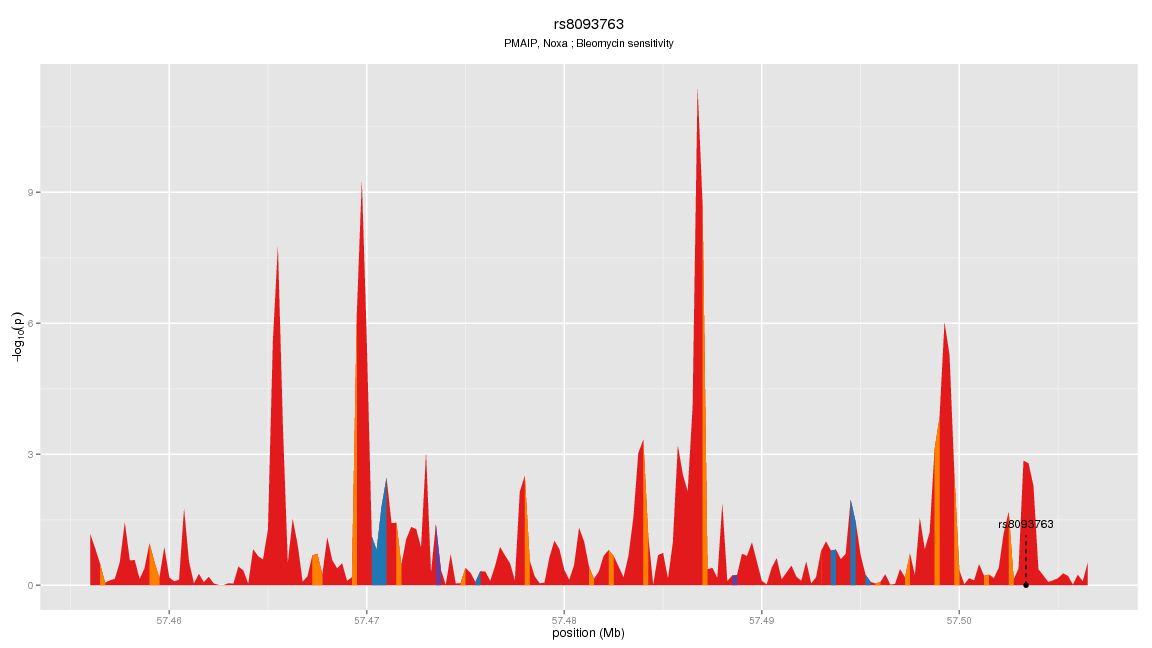 rs8093763
PMAIP, Noxa ; Bleomycin sensitivity
9
6
3
0
−log10(p)
rs8093763
57.46 57.47 57.48 57.49 57.50
position (Mb)